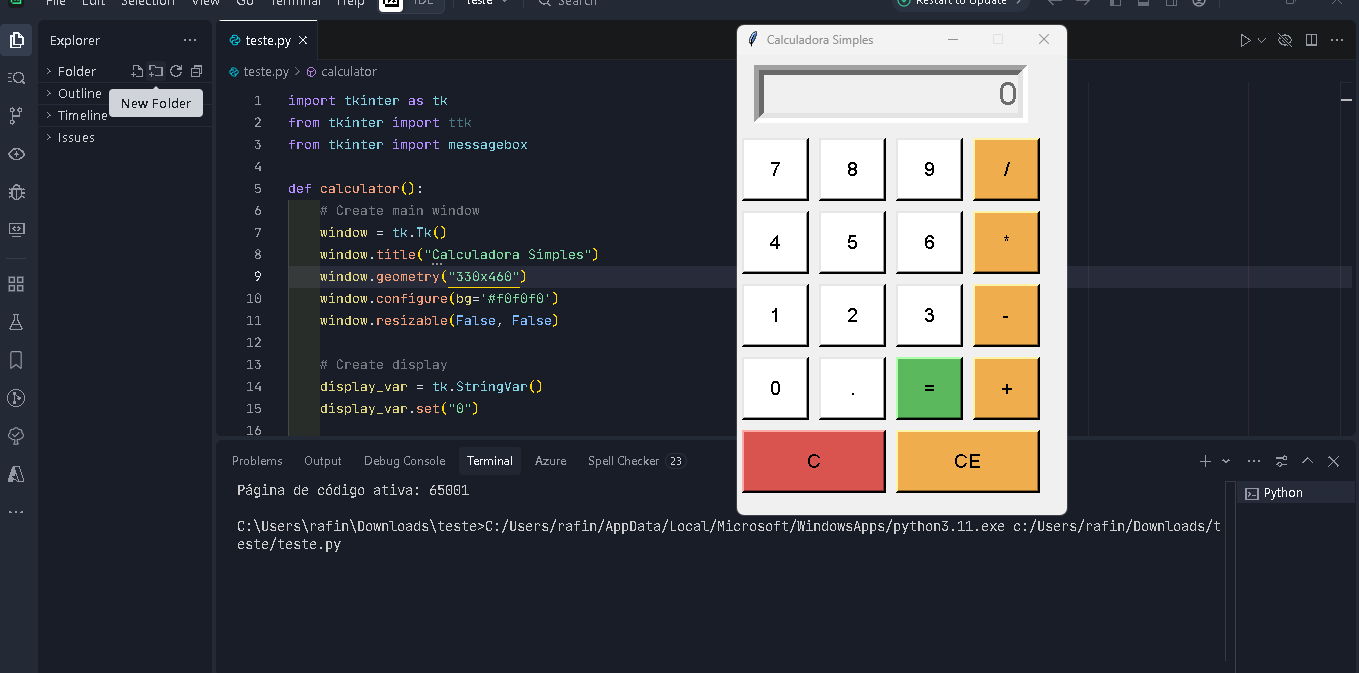 File Edit Selection View Go Terminal Help IDE teste Search Restart to Update
Explorer
Folder
New Folder
Outline
Timeline
Issues
teste.py
teste.py > calculator
1 import tkinter as tk
2 from tkinter import ttk
3 from tkinter import messagebox
4
5 def calculator():
6 # Create main window
7 window = tk.Tk()
8 window.title("Calculadora Simples")
9 window.geometry("330x460")
10 window.configure(bg='#f0f0f0')
11 window.resizable(False, False)
12
13 # Create display
14 display_var = tk.StringVar()
15 display_var.set("0")
16
Calculadora Simples
0
7 8 9 /
4 5 6 *
1 2 3 -
0 . = +
C CE
Problems Output Debug Console Terminal Azure Spell Checker 23
Página de código ativa: 65001
C:\Users\rafin\Downloads\teste>C:/Users/rafin/AppData/Local/Microsoft/WindowsApps/python3.11.exe c:/Users/rafin/Downloads/t
este/teste.py
Python